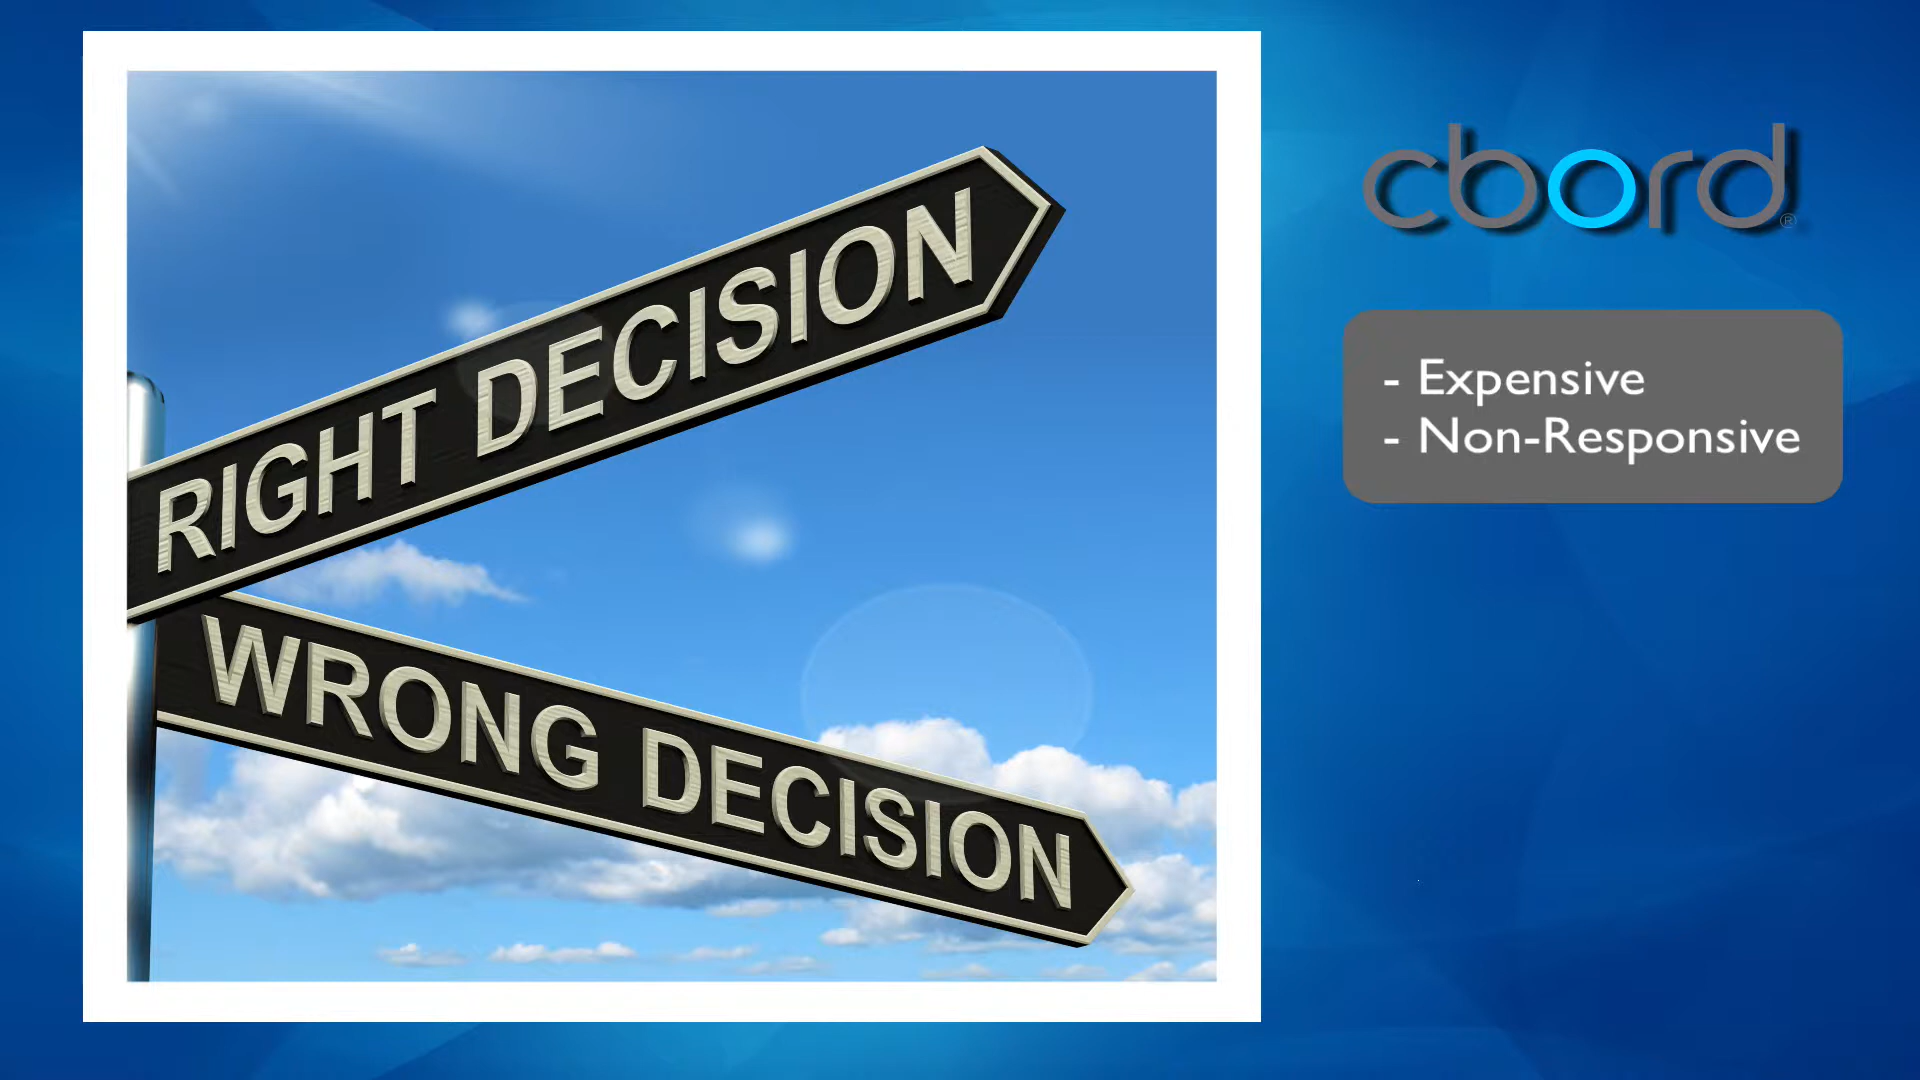 RIGHT DECISION
WRONG DECISION
cbord®
- Expensive
- Non-Responsive